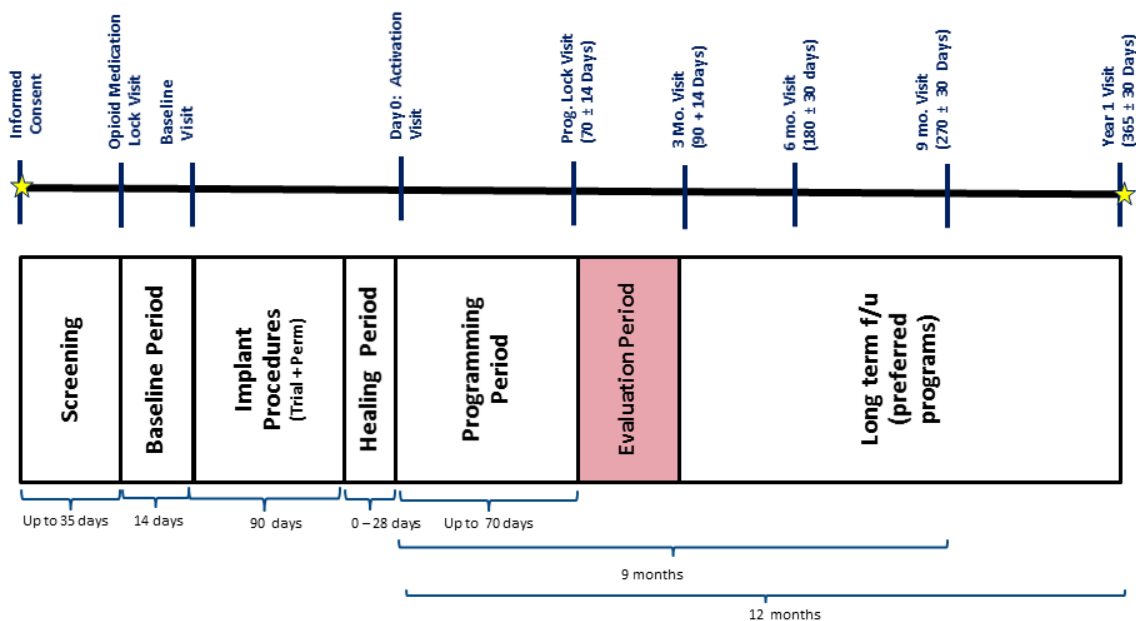 Informed
Consent
Opioid Medication
Lock Visit
Baseline
Visit
Day 0: Activation
Visit
Prog. Lock Visit
(70 ± 14 Days)
3 Mo. Visit
(90 + 14 Days)
6 mo. Visit
(180 ± 30 days)
9 mo. Visit
(270 ± 30 Days)
Year 1 Visit
(365 ± 30 Days)
Screening
Baseline Period
Implant
Procedures
(Trial + Perm)
Healing Period
Programming
Period
Evaluation Period
Long term f/u
(preferred
programs)
Up to 35 days
14 days
90 days
0 – 28 days
Up to 70 days
9 months
12 months